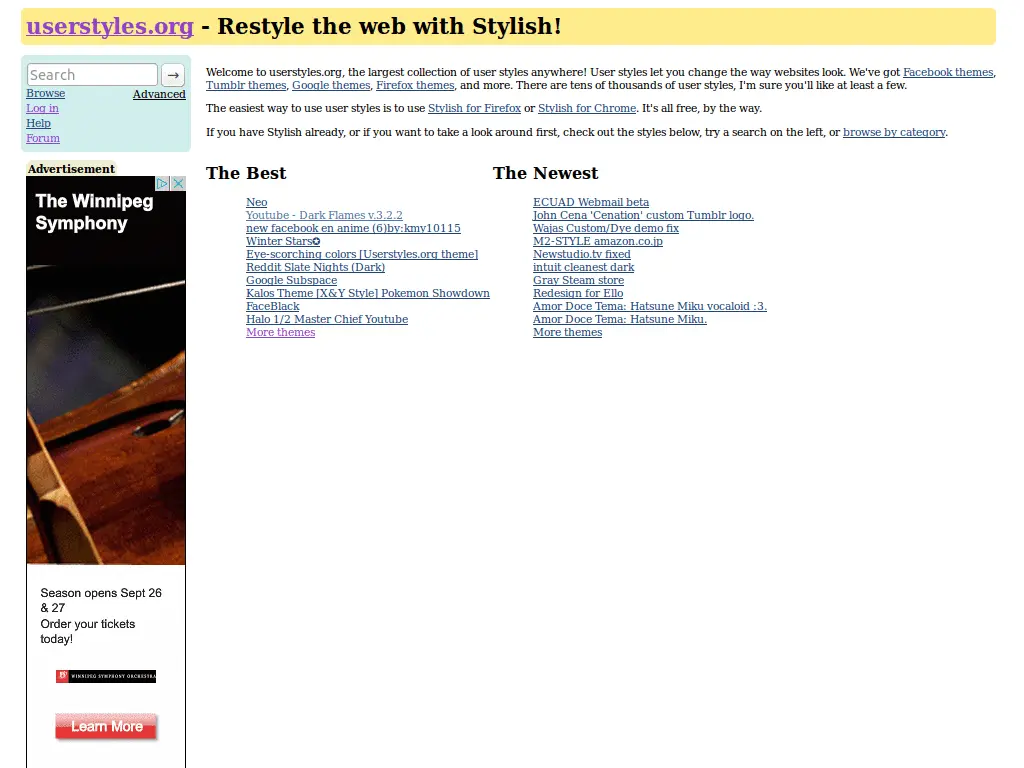 userstyles.org - Restyle the web with Stylish!
Search →
Browse Advanced
Log in
Help
Forum
Welcome to userstyles.org, the largest collection of user styles anywhere! User styles let you change the way websites look. We've got Facebook themes,
Tumblr themes, Google themes, Firefox themes, and more. There are tens of thousands of user styles, I'm sure you'll like at least a few.
The easiest way to use user styles is to use Stylish for Firefox or Stylish for Chrome. It's all free, by the way.
If you have Stylish already, or if you want to take a look around first, check out the styles below, try a search on the left, or browse by category.
Advertisement
The Winnipeg
Symphony
Season opens Sept 26
& 27
Order your tickets
today!
WINNIPEG SYMPHONY ORCHESTRA
Learn More
The Best
Neo
Youtube - Dark Flames v.3.2.2
new facebook en anime (6)by:kmv10115
Winter Stars✪
Eye-scorching colors [Userstyles.org theme]
Reddit Slate Nights (Dark)
Google Subspace
Kalos Theme [X&Y Style] Pokemon Showdown
FaceBlack
Halo 1/2 Master Chief Youtube
More themes
The Newest
ECUAD Webmail beta
John Cena 'Cenation' custom Tumblr logo.
Wajas Custom/Dye demo fix
M2-STYLE amazon.co.jp
Newstudio.tv fixed
intuit cleanest dark
Gray Steam store
Redesign for Ello
Amor Doce Tema: Hatsune Miku vocaloid :3.
Amor Doce Tema: Hatsune Miku.
More themes